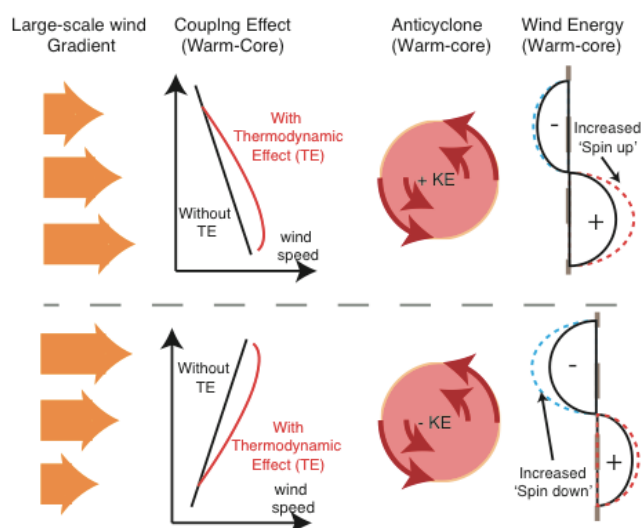 Large-scale wind
Gradient
Couplng Effect
(Warm-Core)
Anticyclone
(Warm-core)
Wind Energy
(Warm-core)
With
Thermodynamic
Effect (TE)
Without
TE
wind
speed
+ KE
-
Increased
'Spin up'
+
Without
TE
With
Thermodynamic
Effect (TE)
wind
speed
- KE
-
Increased
'Spin down'
+